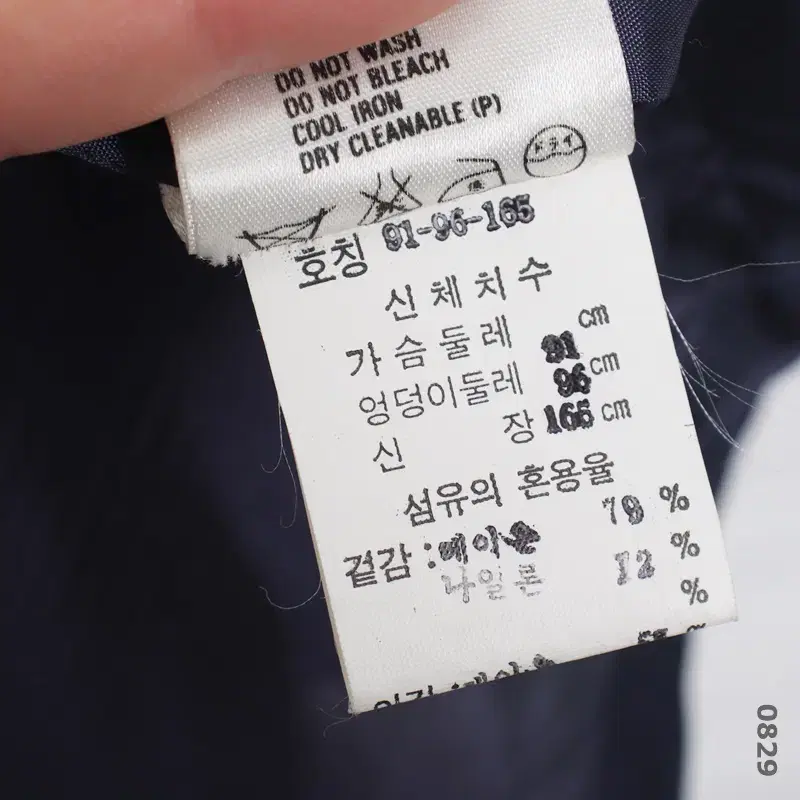 DO NOT WASH
DO NOT BLEACH
COOL IRON
DRY CLEANABLE (P)
ドライ
호칭 91-96-165
신체치수
가슴둘레 91 cm
엉덩이둘레 96 cm
신장 165 cm
섬유의 혼용율
겉감 : 레이온 79 %
나일론 12 %
%
0829